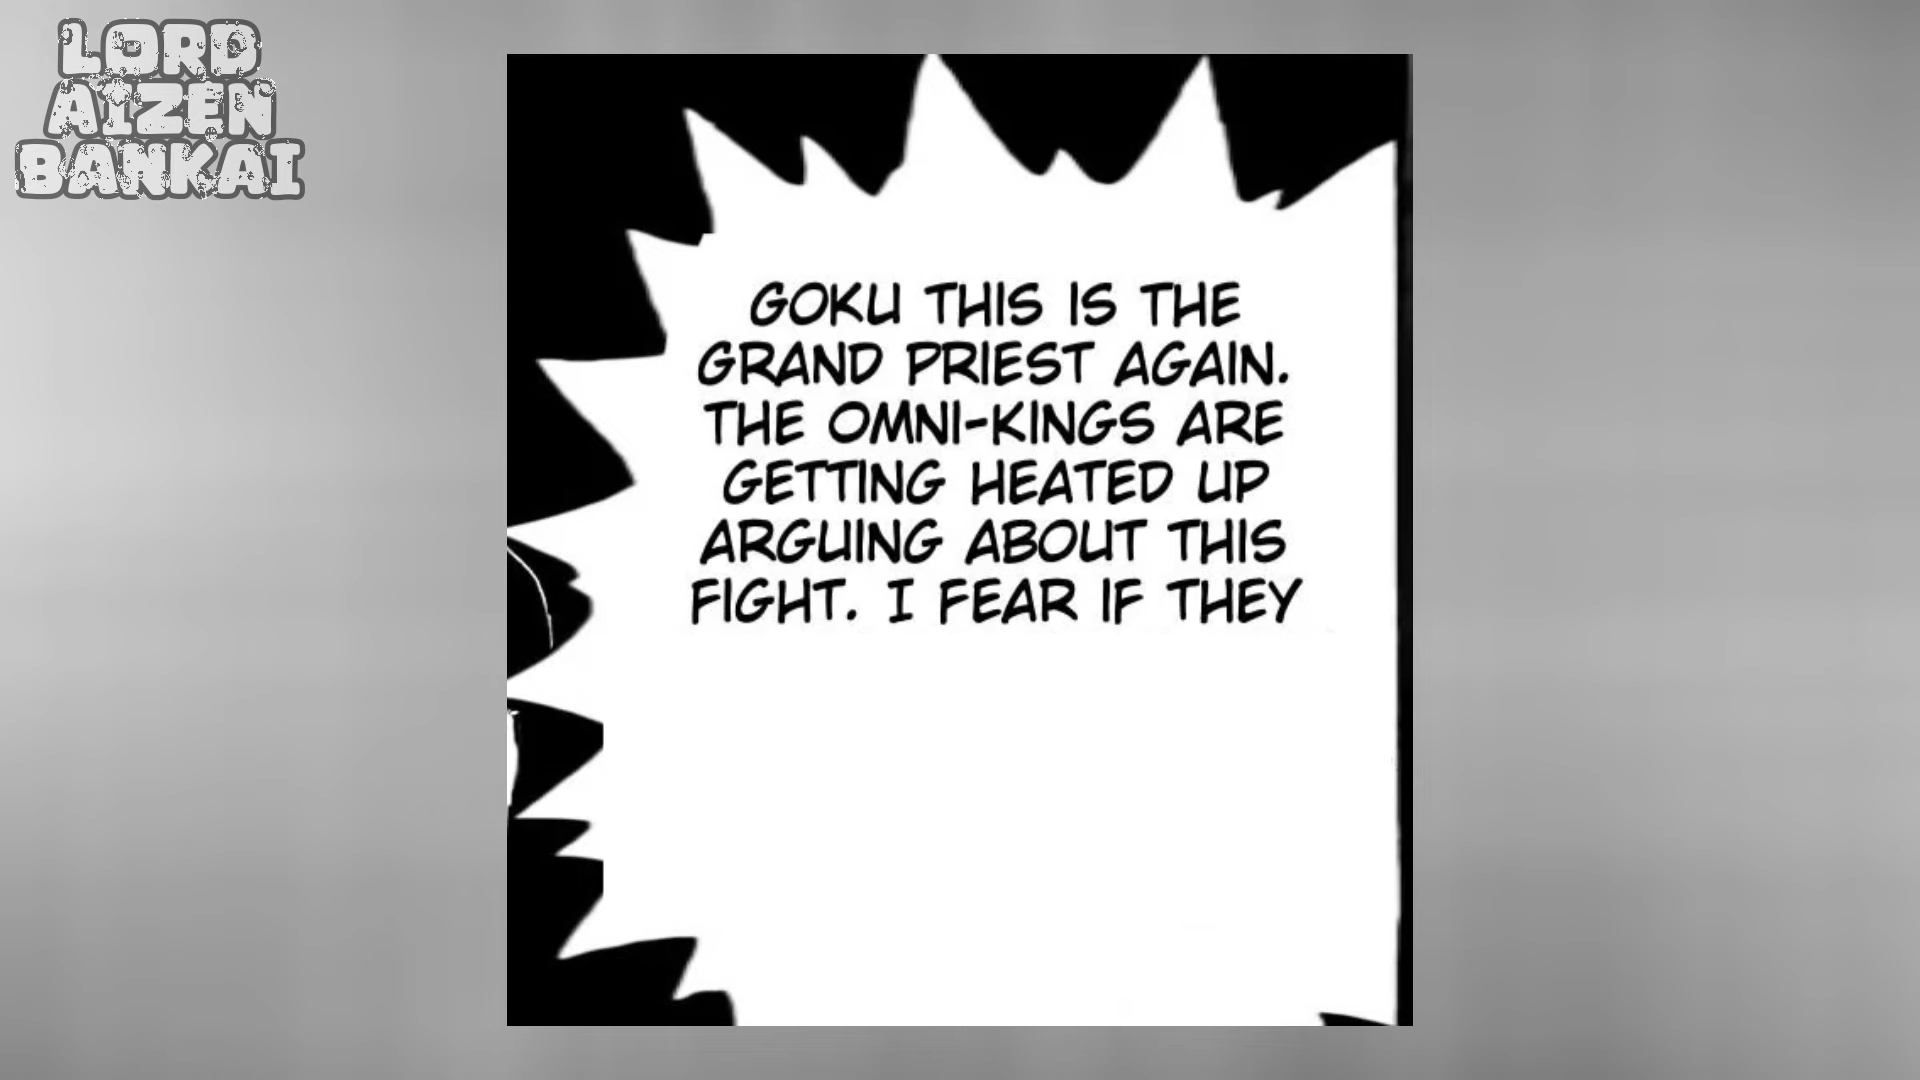 LORD
AIZEN
BANKAI
GOKU THIS IS THE
GRAND PRIEST AGAIN.
THE OMNI-KINGS ARE
GETTING HEATED UP
ARGUING ABOUT THIS
FIGHT. I FEAR IF THEY